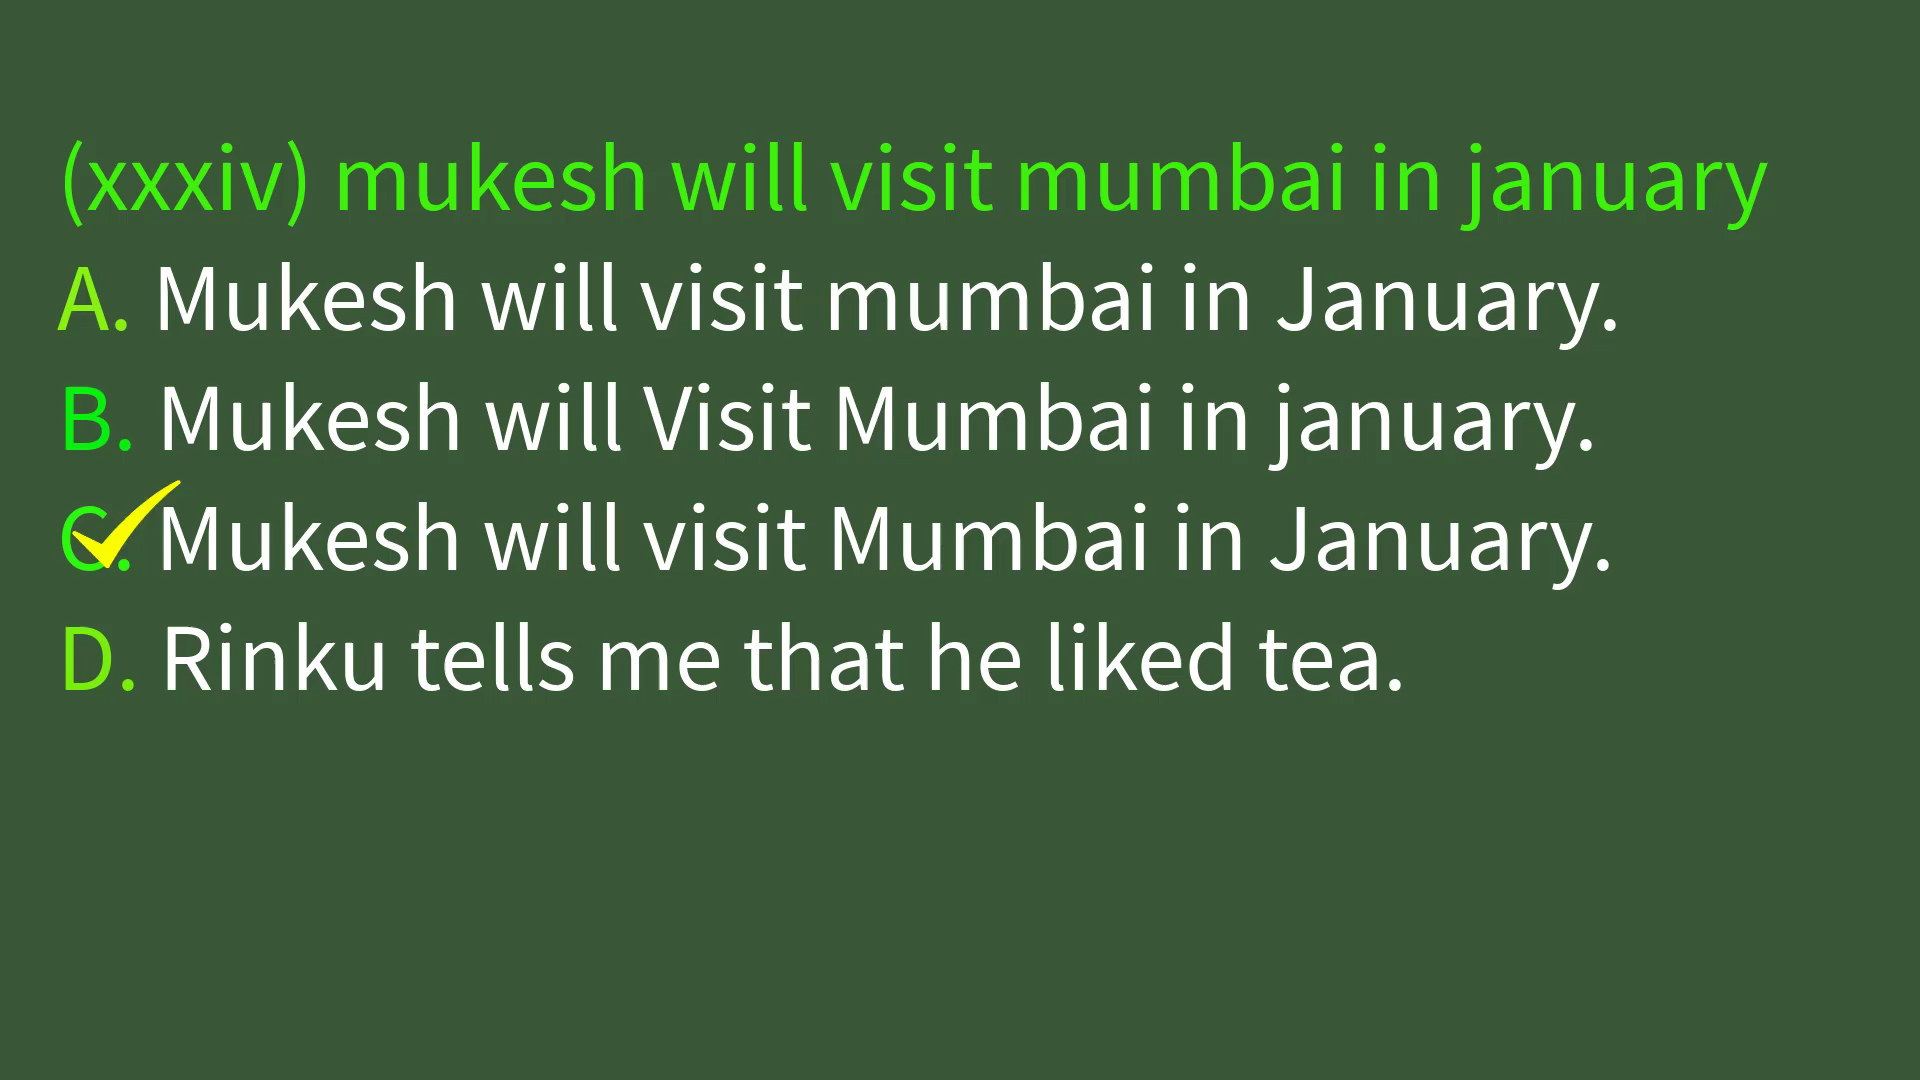 (xxxiv) mukesh will visit mumbai in january
A. Mukesh will visit mumbai in January.
B. Mukesh will Visit Mumbai in january.
C. Mukesh will visit Mumbai in January.
D. Rinku tells me that he liked tea.